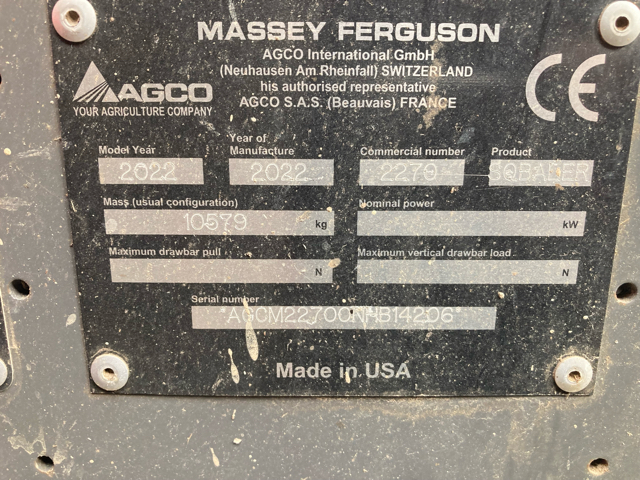 MASSEY FERGUSON
AGCO International GmbH
(Neuhausen Am Rheinfall) SWITZERLAND
his authorised representative
AGCO S.A.S. (Beauvais) FRANCE
CE
AGCO
YOUR AGRICULTURE COMPANY
Model Year
Year of
Manufacture
Commercial number
Product
2022
2022
2270
Mass (usual configuration)
Nominal power
10579 kg
kW
Maximum drawbar pull
Maximum vertical drawbar load
N
N
Serial number
Made in USA